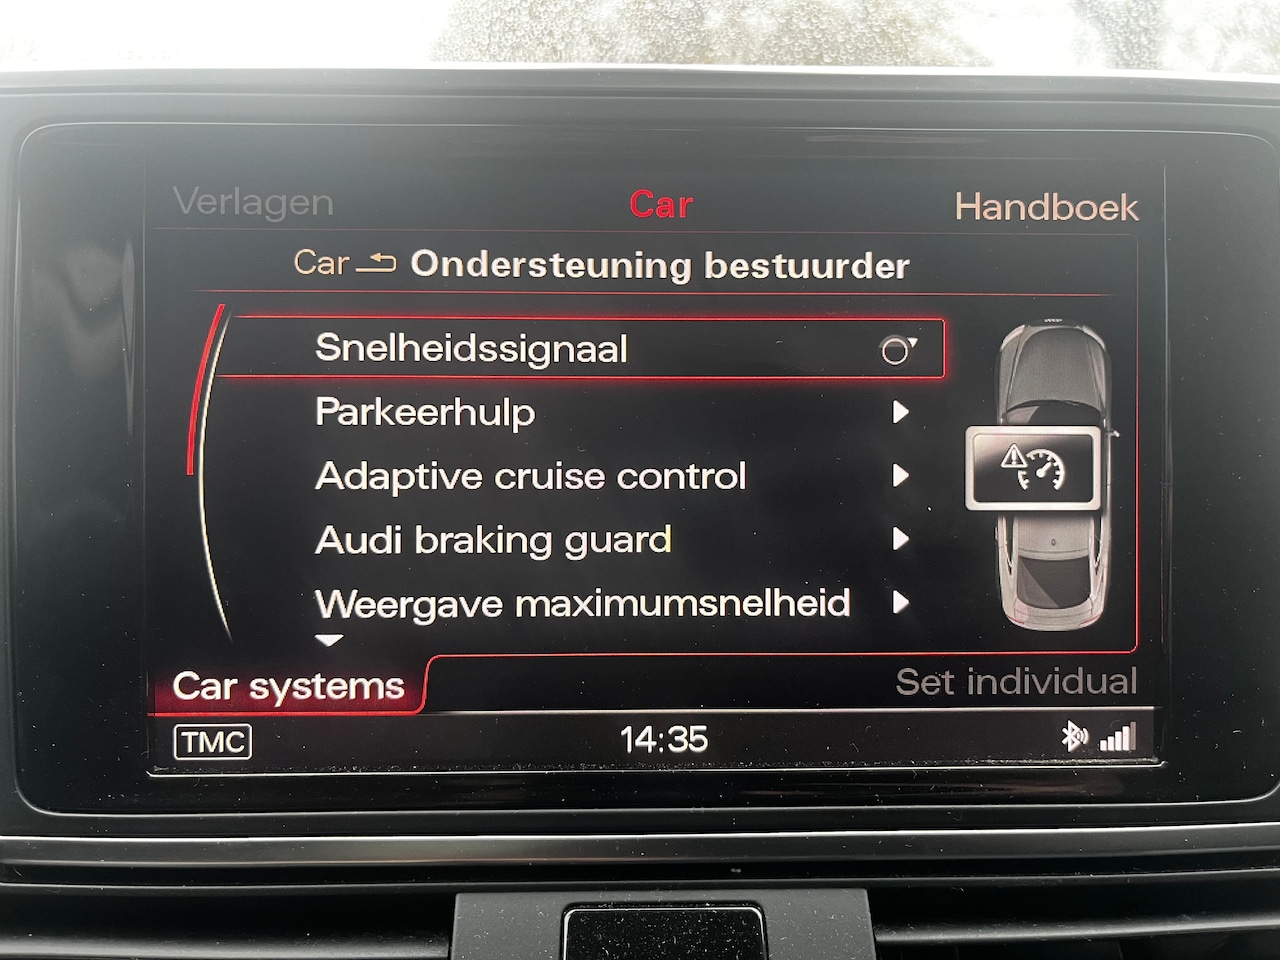 Verlagen Car Handboek
Car Ondersteuning bestuurder
Snelheidssignaal
Parkeerhulp
Adaptive cruise control
Audi braking guard
Weergave maximumsnelheid
Car systems Set individual
TMC 14:35